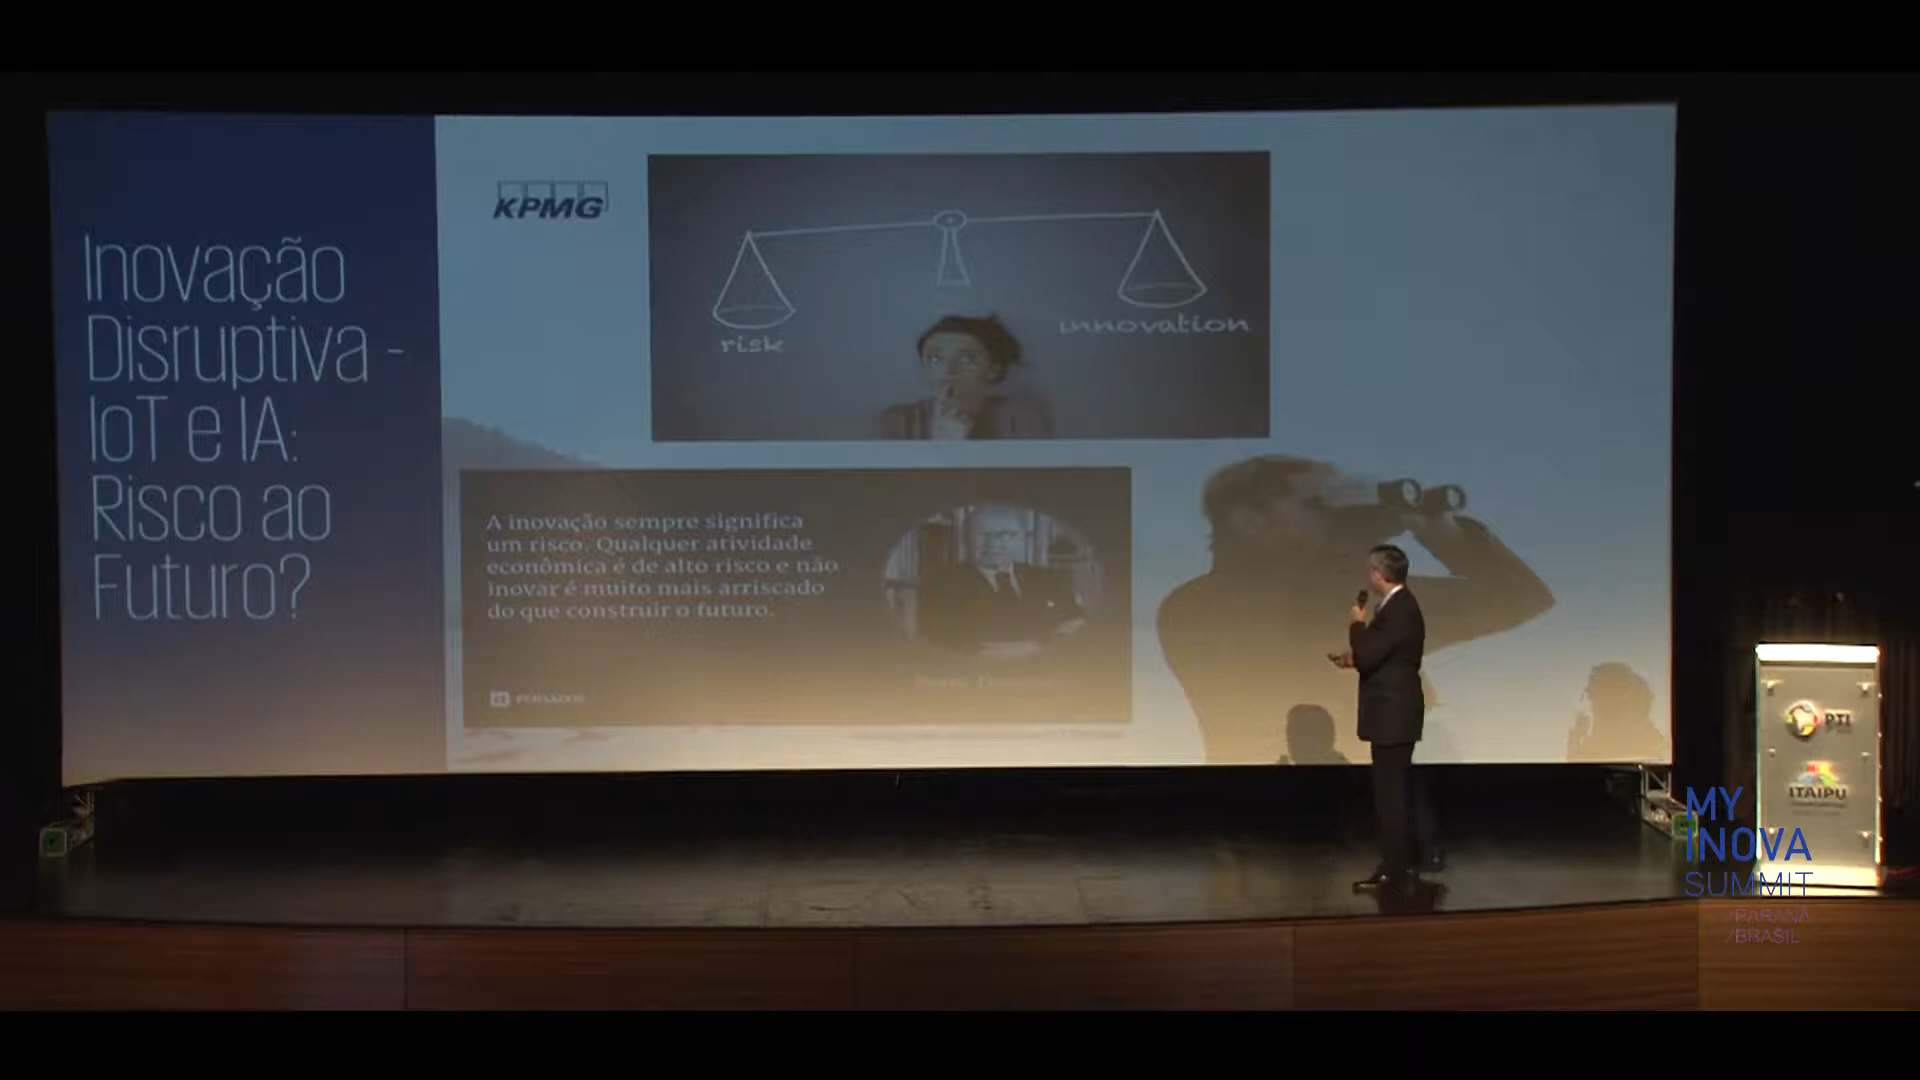 Inovação
Disruptiva -
IoT e IA:
Risco ao
Futuro?
KPMG
risk
innovation
A inovação sempre significa
um risco. Qualquer atividade
econômica é de alto risco e não
inovar é muito mais arriscado
do que construir o futuro.
PENSADOR
PTI
ITAIPU
MY
INOVA
SUMMIT
/PARANÁ
/BRASIL